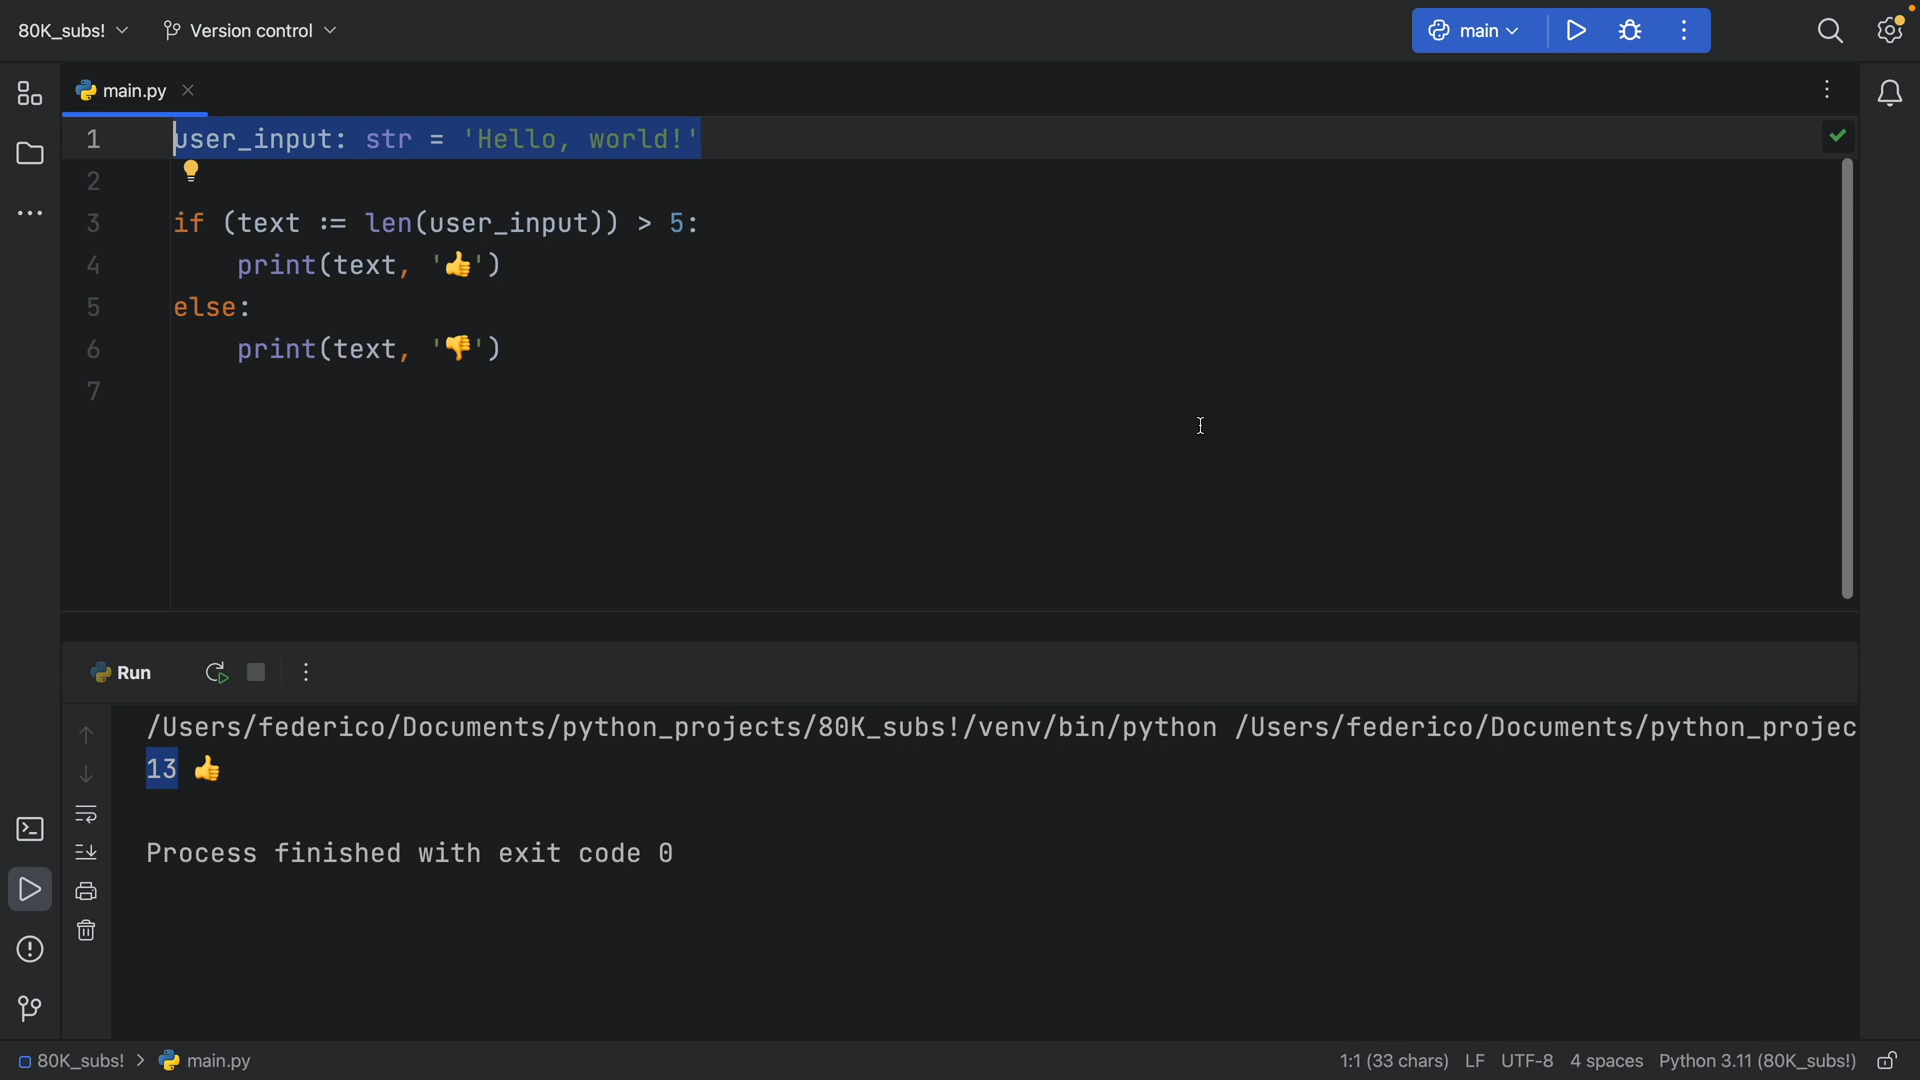 80K_subs! Version control main
main.py
1 user_input: str = 'Hello, world!'
2
3 if (text := len(user_input)) > 5:
4     print(text, '👍')
5 else:
6     print(text, '👎')
7
Run
/Users/federico/Documents/python_projects/80K_subs!/venv/bin/python /Users/federico/Documents/python_projec
13 👍
Process finished with exit code 0
80K_subs! > main.py 1:1 (33 chars) LF UTF-8 4 spaces Python 3.11 (80K_subs!)